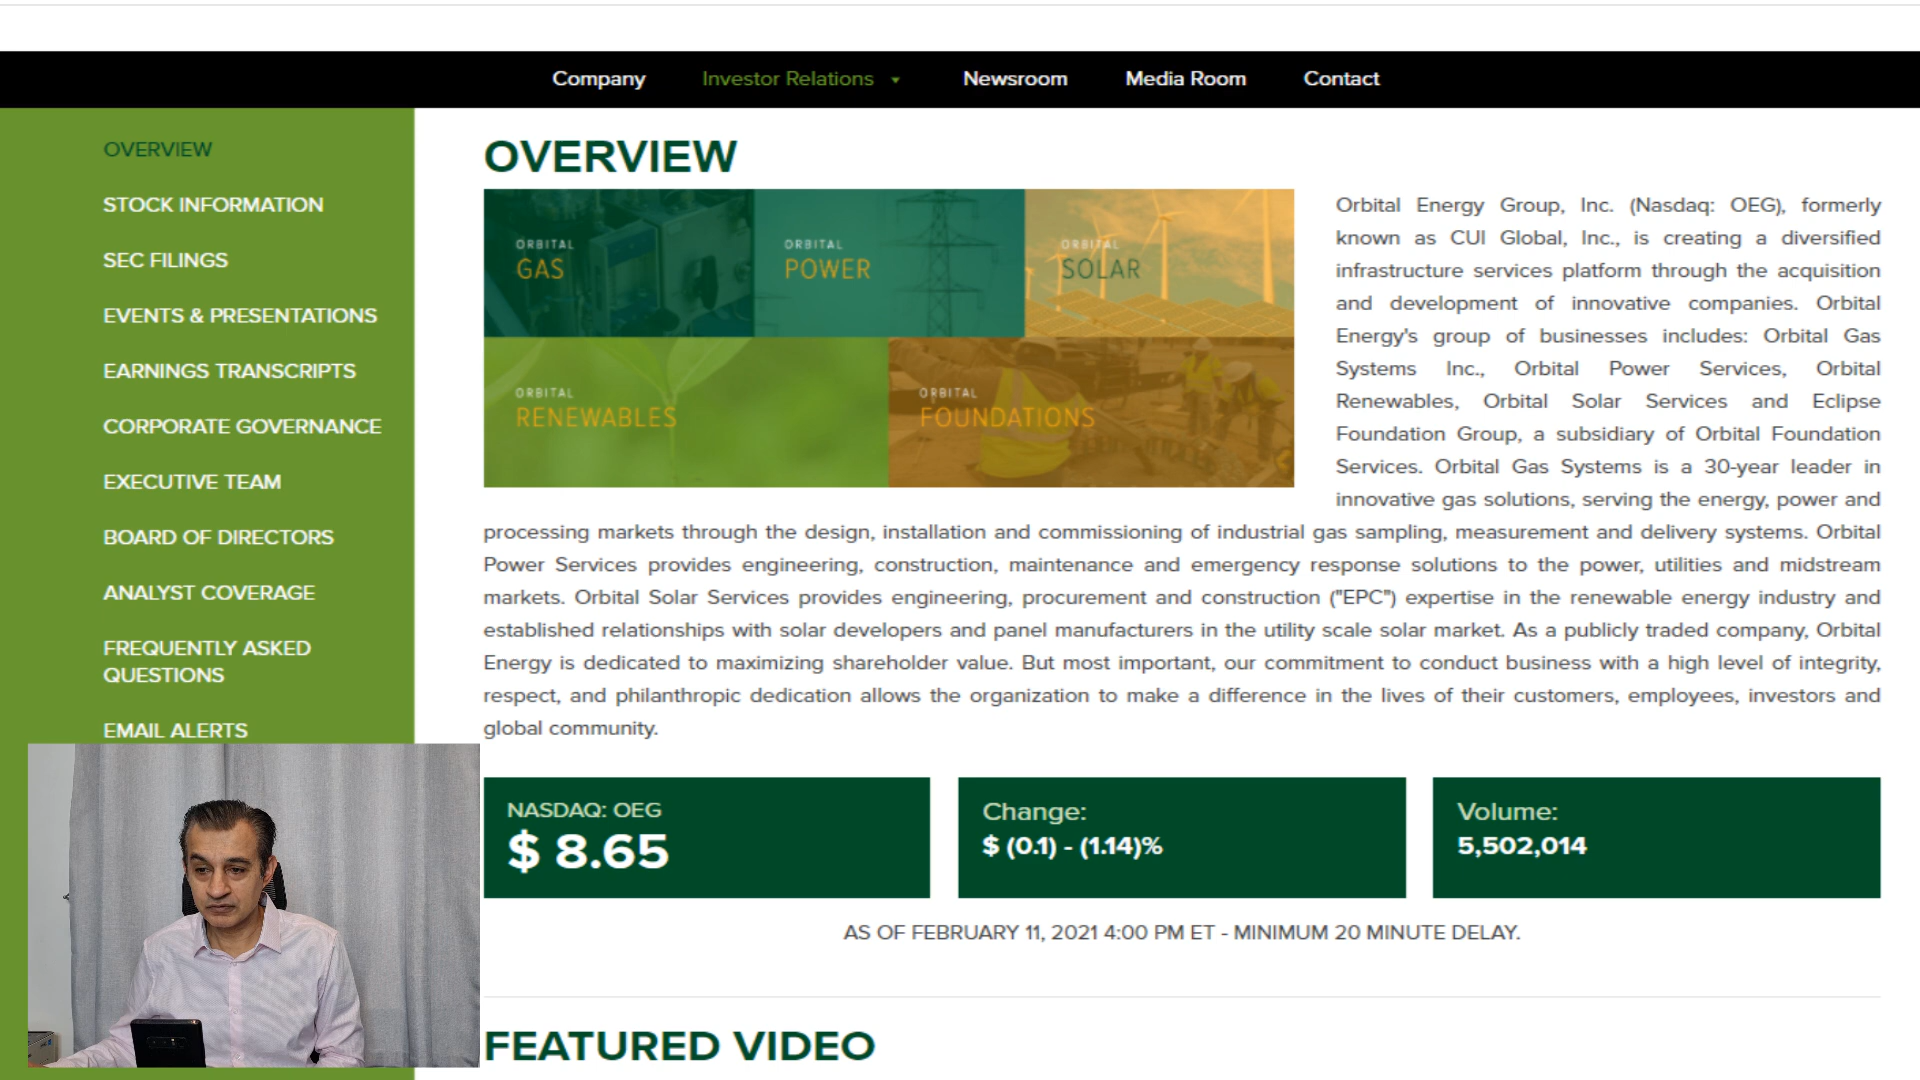 Company Investor Relations Newsroom Media Room Contact
OVERVIEW
STOCK INFORMATION
SEC FILINGS
EVENTS & PRESENTATIONS
EARNINGS TRANSCRIPTS
CORPORATE GOVERNANCE
EXECUTIVE TEAM
BOARD OF DIRECTORS
ANALYST COVERAGE
FREQUENTLY ASKED
QUESTIONS
EMAIL ALERTS
OVERVIEW
ORBITAL
GAS
ORBITAL
POWER
ORBITAL
SOLAR
ORBITAL
RENEWABLES
ORBITAL
FOUNDATIONS
Orbital Energy Group, Inc. (Nasdaq: OEG), formerly
known as CUI Global, Inc., is creating a diversified
infrastructure services platform through the acquisition
and development of innovative companies. Orbital
Energy's group of businesses includes: Orbital Gas
Systems Inc., Orbital Power Services, Orbital
Renewables, Orbital Solar Services and Eclipse
Foundation Group, a subsidiary of Orbital Foundation
Services. Orbital Gas Systems is a 30-year leader in
innovative gas solutions, serving the energy, power and
processing markets through the design, installation and commissioning of industrial gas sampling, measurement and delivery systems. Orbital
Power Services provides engineering, construction, maintenance and emergency response solutions to the power, utilities and midstream
markets. Orbital Solar Services provides engineering, procurement and construction ("EPC") expertise in the renewable energy industry and
established relationships with solar developers and panel manufacturers in the utility scale solar market. As a publicly traded company, Orbital
Energy is dedicated to maximizing shareholder value. But most important, our commitment to conduct business with a high level of integrity,
respect, and philanthropic dedication allows the organization to make a difference in the lives of their customers, employees, investors and
global community.
NASDAQ: OEG
$ 8.65
Change:
$ (0.1) - (1.14)%
Volume:
5,502,014
AS OF FEBRUARY 11, 2021 4:00 PM ET - MINIMUM 20 MINUTE DELAY.
FEATURED VIDEO